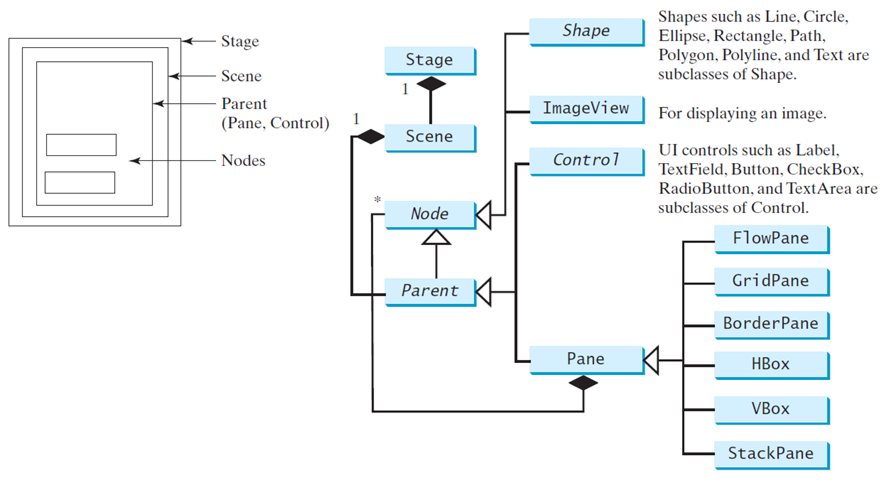 Stage
Scene
Parent
(Pane, Control)
Nodes
Stage
1
1
Scene
*
Node
Parent
Shape
Shapes such as Line, Circle,
Ellipse, Rectangle, Path,
Polygon, Polyline, and Text are
subclasses of Shape.
ImageView
For displaying an image.
Control
UI controls such as Label,
TextField, Button, CheckBox,
RadioButton, and TextArea are
subclasses of Control.
Pane
FlowPane
GridPane
BorderPane
HBox
VBox
StackPane